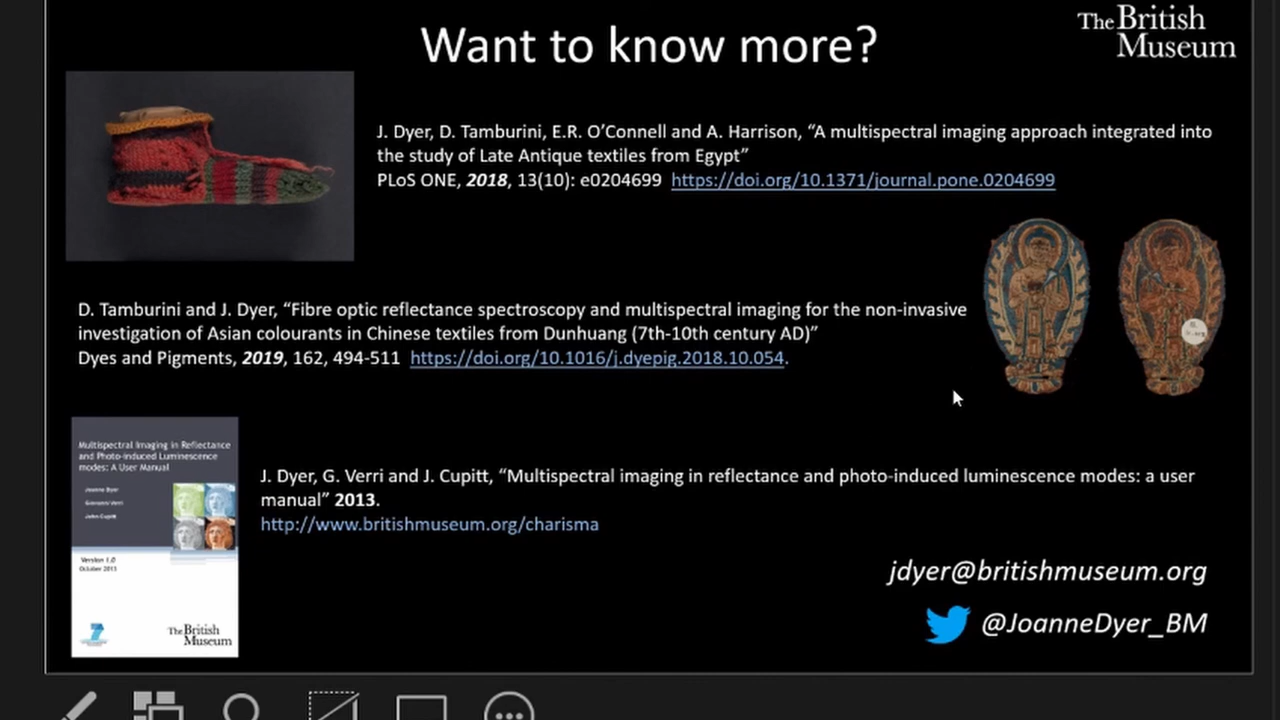 Want to know more?
The British
Museum
J. Dyer, D. Tamburini, E.R. O’Connell and A. Harrison, “A multispectral imaging approach integrated into
the study of Late Antique textiles from Egypt”
PLoS ONE, 2018, 13(10): e0204699 https://doi.org/10.1371/journal.pone.0204699
D. Tamburini and J. Dyer, “Fibre optic reflectance spectroscopy and multispectral imaging for the non-invasive
investigation of Asian colourants in Chinese textiles from Dunhuang (7th-10th century AD)”
Dyes and Pigments, 2019, 162, 494-511 https://doi.org/10.1016/j.dyepig.2018.10.054.
Multispectral Imaging in Reflectance
and Photo-induced Luminescence
modes: A User Manual
Joanne Dyer
Giovanni Verri
John Cupitt
Version 1.0
October 2013
The British
Museum
J. Dyer, G. Verri and J. Cupitt, “Multispectral imaging in reflectance and photo-induced luminescence modes: a user
manual” 2013.
http://www.britishmuseum.org/charisma
jdyer@britishmuseum.org
@JoanneDyer_BM